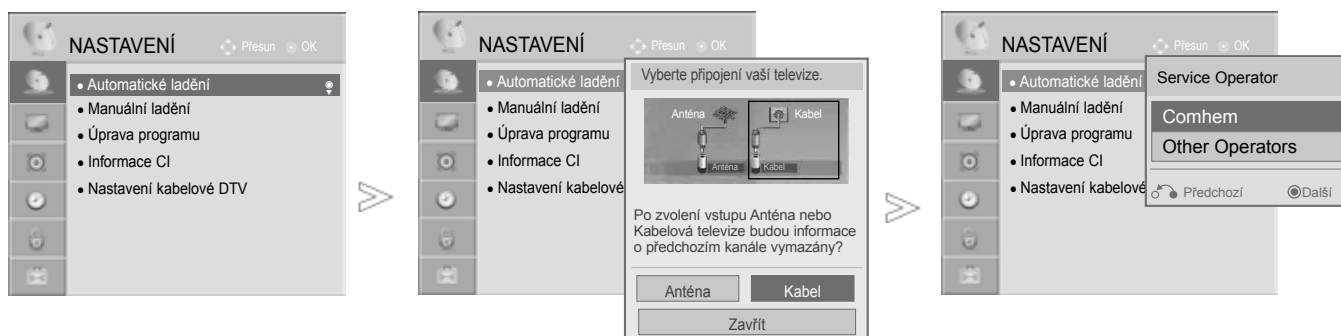 NASTAVENÍ
Přesun OK
• Automatické ladění
• Manuální ladění
• Úprava programu
• Informace CI
• Nastavení kabelové DTV
NASTAVENÍ
Přesun OK
• Automatické ladění
• Manuální ladění
• Úprava programu
• Informace CI
• Nastavení kabelové
Vyberte připojení vaší televize.
Anténa Kabel
Anténa Kabel
Po zvolení vstupu Anténa nebo
Kabelová televize budou informace
o předchozím kanále vymazány?
Anténa Kabel
Zavřít
NASTAVENÍ
Přesun OK
• Automatické ladění
• Manuální ladění
• Úprava programu
• Informace CI
• Nastavení kabelové
Service Operator
Comhem
Other Operators
Předchozí Další